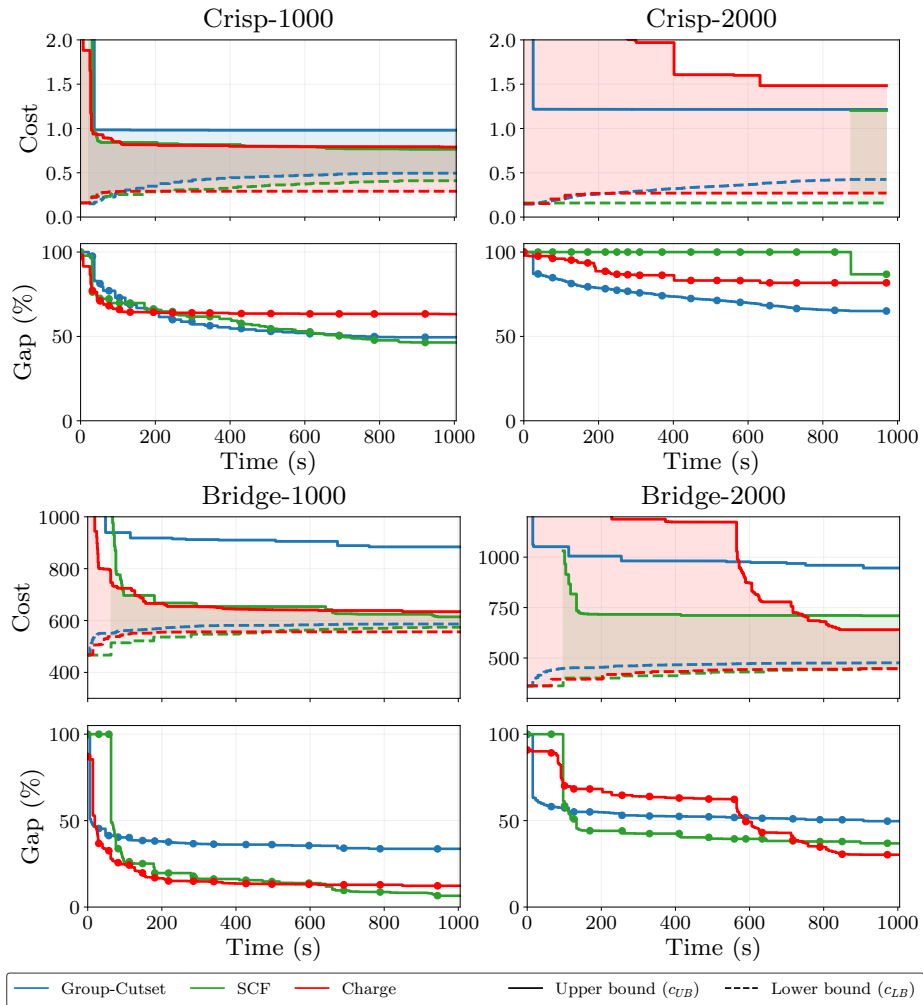 Crisp-1000
Crisp-2000
Cost
2.0
1.5
1.0
0.5
0.0
2.0
1.5
1.0
0.5
0.0
Gap (%)
100
50
0
100
50
0
0 200 400 600 800 1000
0 200 400 600 800 1000
Time (s)
Time (s)
Bridge-1000
Bridge-2000
Cost
1000
800
600
400
1000
750
500
Gap (%)
100
50
0
100
50
0
0 200 400 600 800 1000
0 200 400 600 800 1000
Time (s)
Time (s)
Group-Cutset SCF Charge Upper bound (c_UB) Lower bound (c_LB)